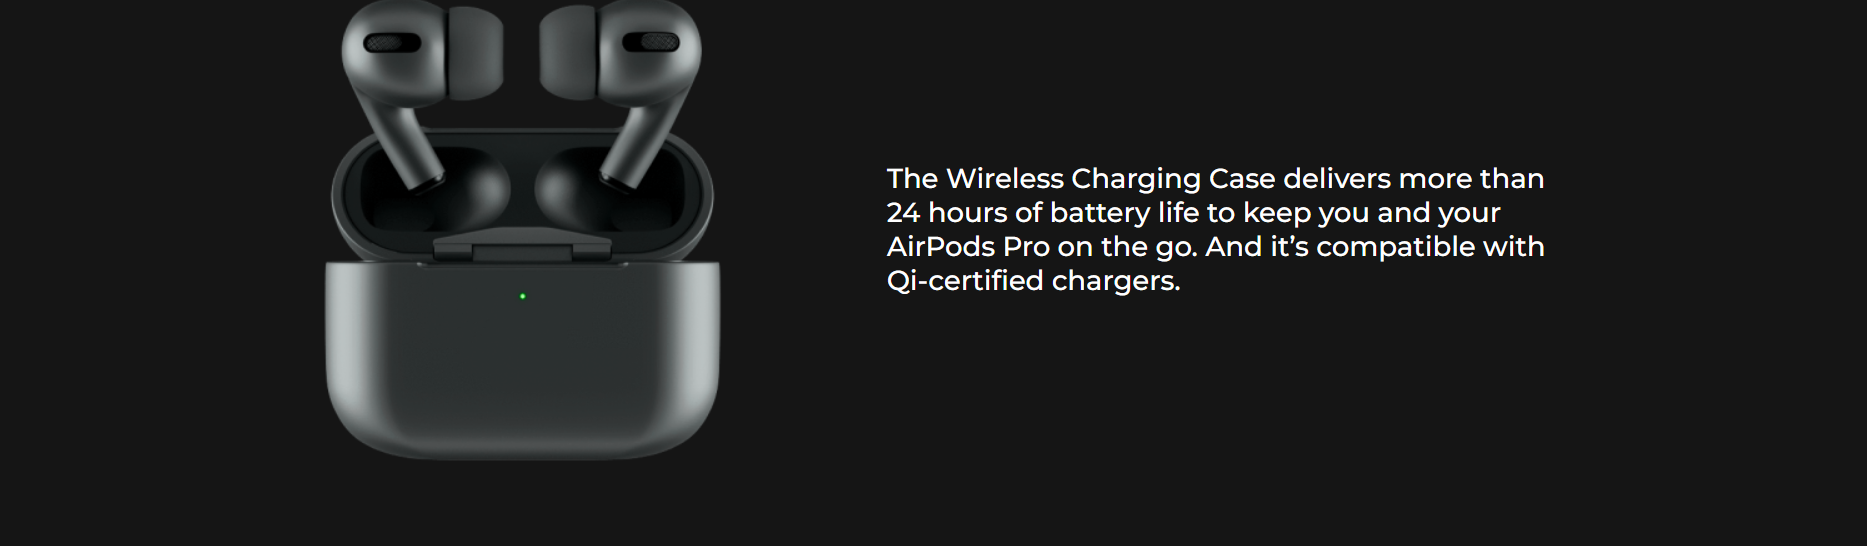 The Wireless Charging Case delivers more than
24 hours of battery life to keep you and your
AirPods Pro on the go. And it’s compatible with
Qi-certified chargers.